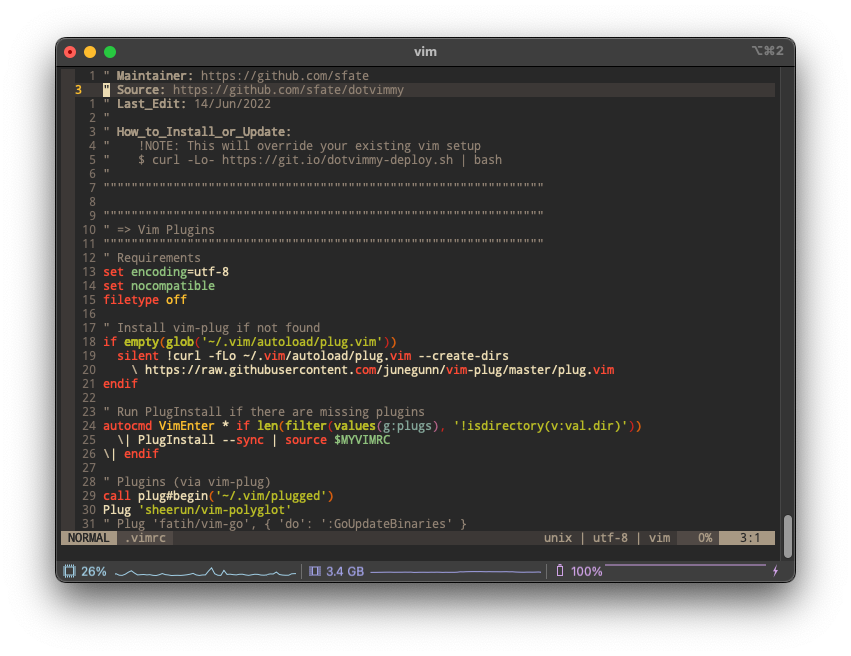 vim
⌥⌘2
1 " Maintainer: https://github.com/sfate
3 " Source: https://github.com/sfate/dotvimmy
1 " Last_Edit: 14/Jun/2022
2 "
3 " How_to_Install_or_Update:
4 "    !NOTE: This will override your existing vim setup
5 "    $ curl -Lo- https://git.io/dotvimmy-deploy.sh | bash
6 "
7 """""""""""""""""""""""""""""""""""""""""""""""""""""""""""""""
8
9 """""""""""""""""""""""""""""""""""""""""""""""""""""""""""""""
10 " => Vim Plugins
11 """""""""""""""""""""""""""""""""""""""""""""""""""""""""""""""
12 " Requirements
13 set encoding=utf-8
14 set nocompatible
15 filetype off
16
17 " Install vim-plug if not found
18 if empty(glob('~/.vim/autoload/plug.vim'))
19   silent !curl -fLo ~/.vim/autoload/plug.vim --create-dirs
20     \ https://raw.githubusercontent.com/junegunn/vim-plug/master/plug.vim
21 endif
22
23 " Run PlugInstall if there are missing plugins
24 autocmd VimEnter * if len(filter(values(g:plugs), '!isdirectory(v:val.dir)'))
25   \| PlugInstall --sync | source $MYVIMRC
26 \| endif
27
28 " Plugins (via vim-plug)
29 call plug#begin('~/.vim/plugged')
30 Plug 'sheerun/vim-polyglot'
31 " Plug 'fatih/vim-go', { 'do': ':GoUpdateBinaries' }
NORMAL .vimrc unix | utf-8 | vim 0% 3:1
26% 3.4 GB 100%